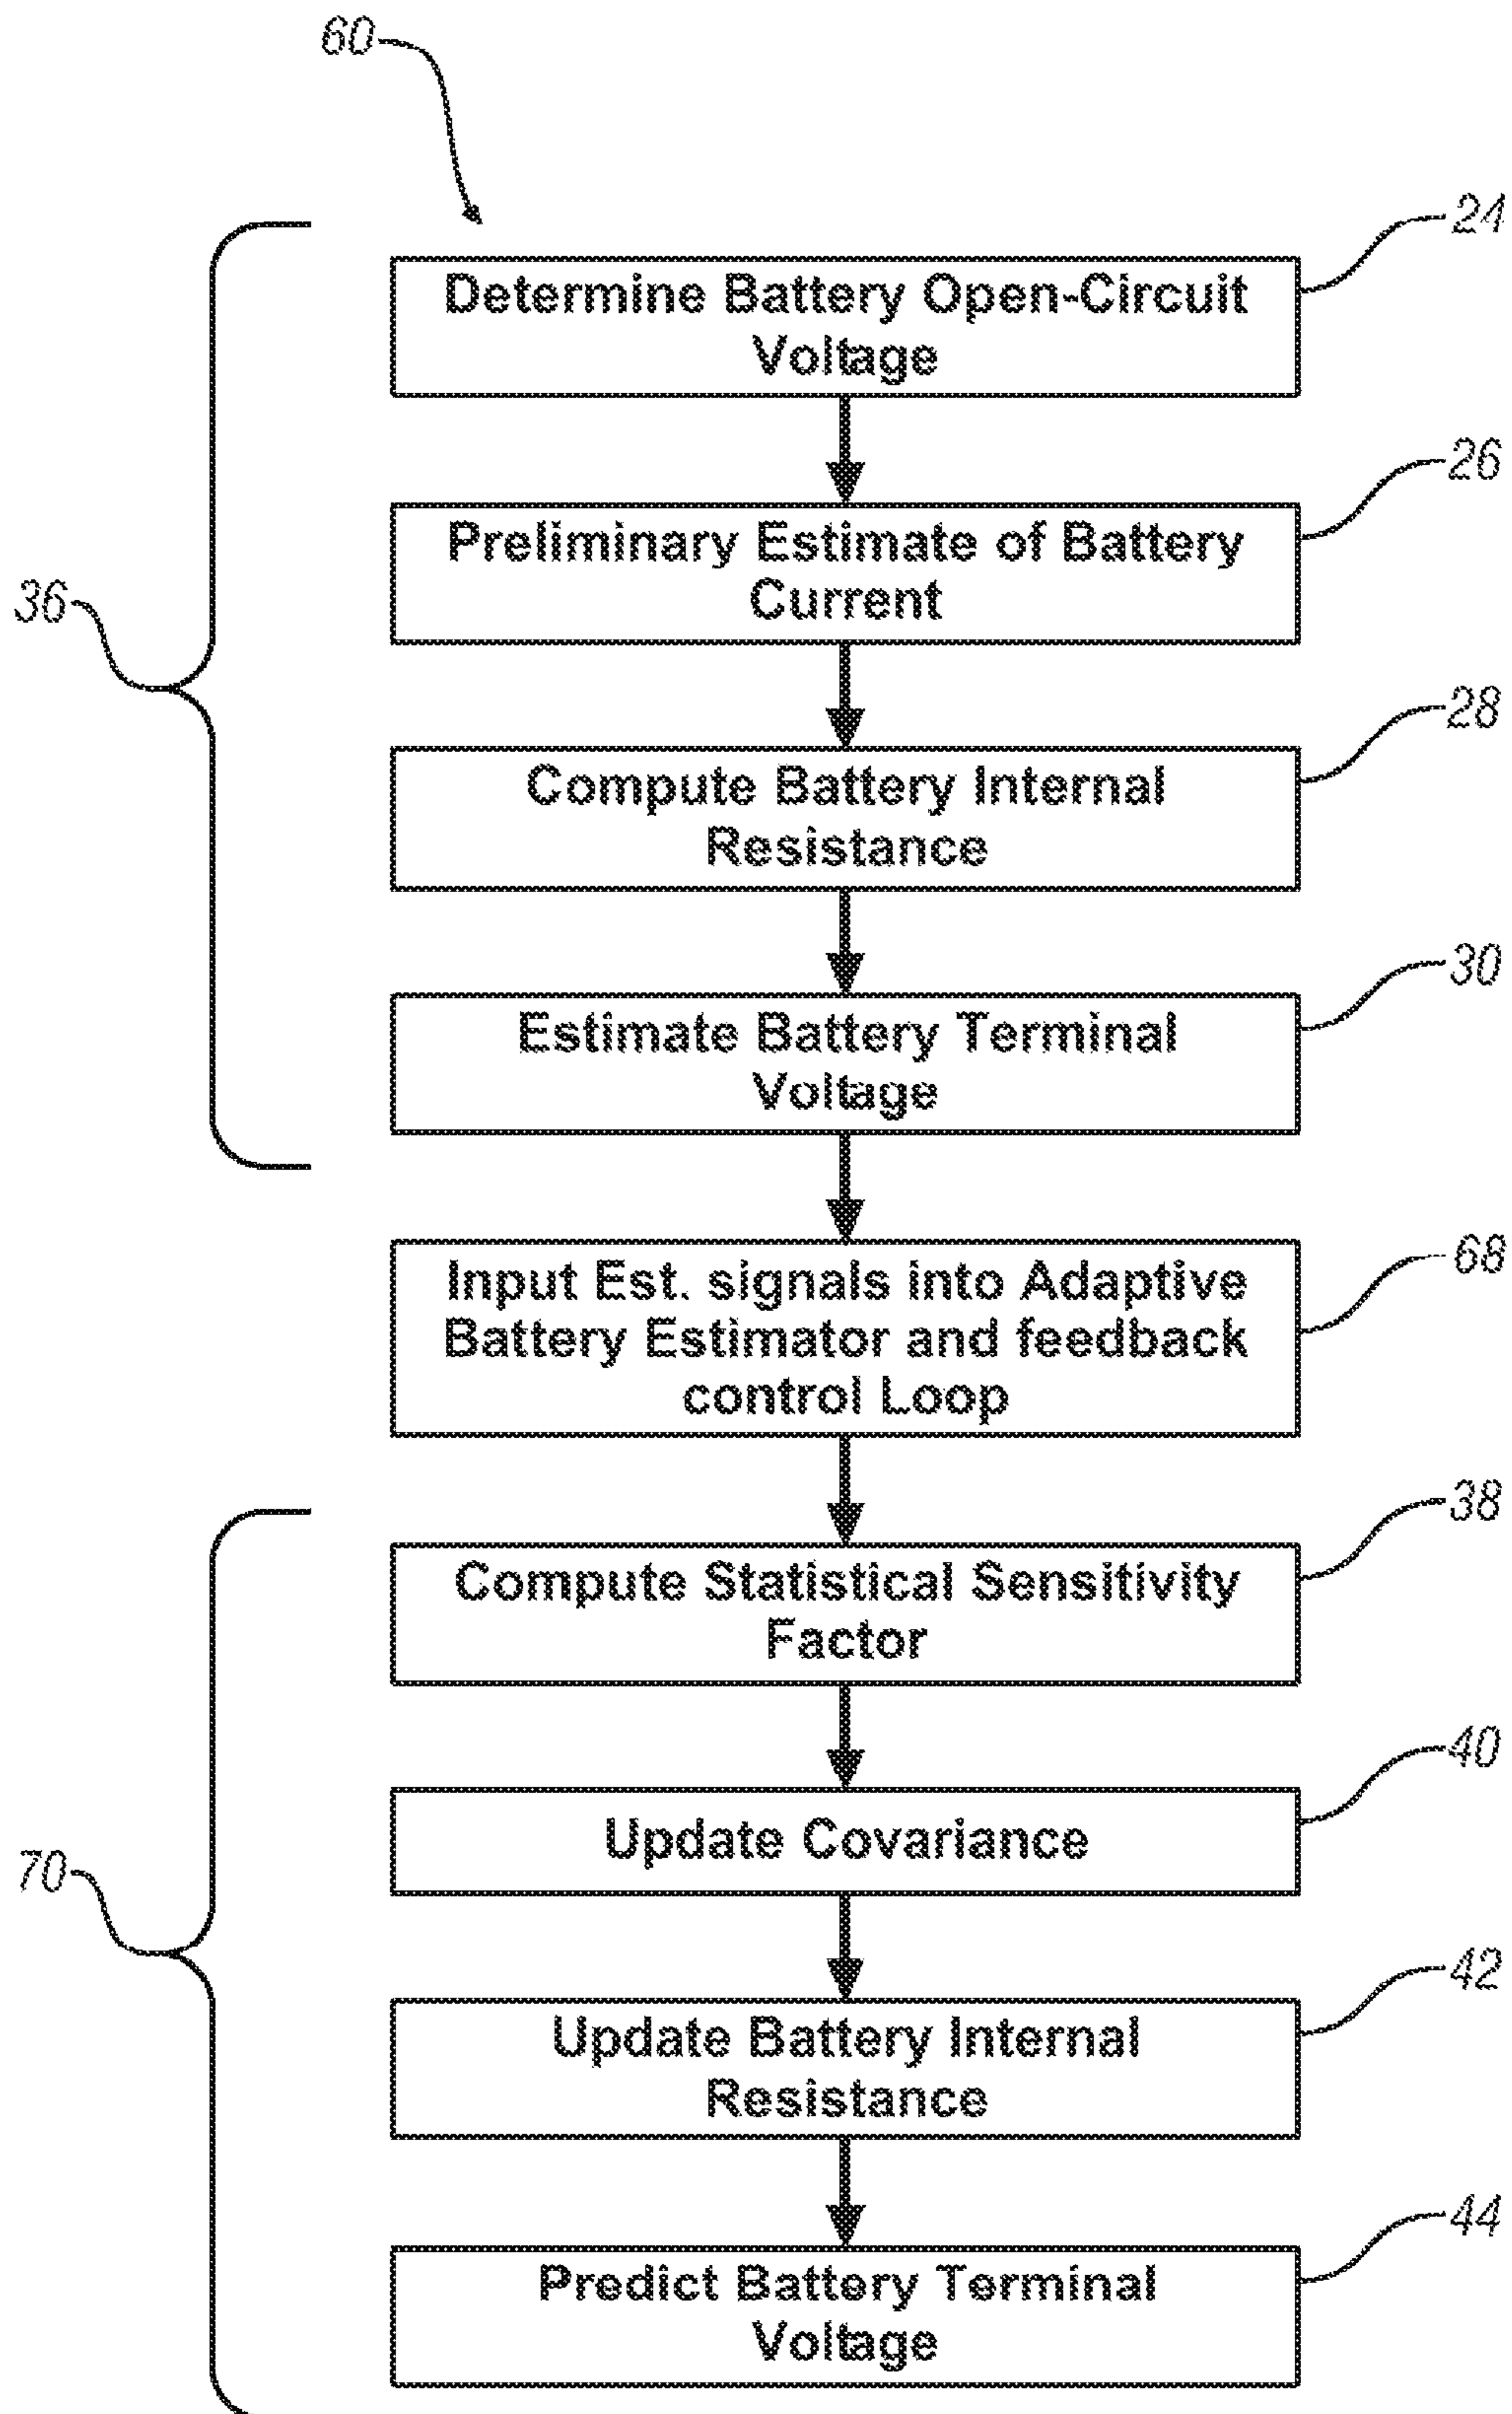 60
24
Determine Battery Open-Circuit
Voltage
26
Preliminary Estimate of Battery
Current
36
28
Compute Battery Internal
Resistance
30
Estimate Battery Terminal
Voltage
68
Input Est. signals into Adaptive
Battery Estimator and feedback
control Loop
38
Compute Statistical Sensitivity
Factor
40
Update Covariance
70
42
Update Battery Internal
Resistance
44
Predict Battery Terminal
Voltage